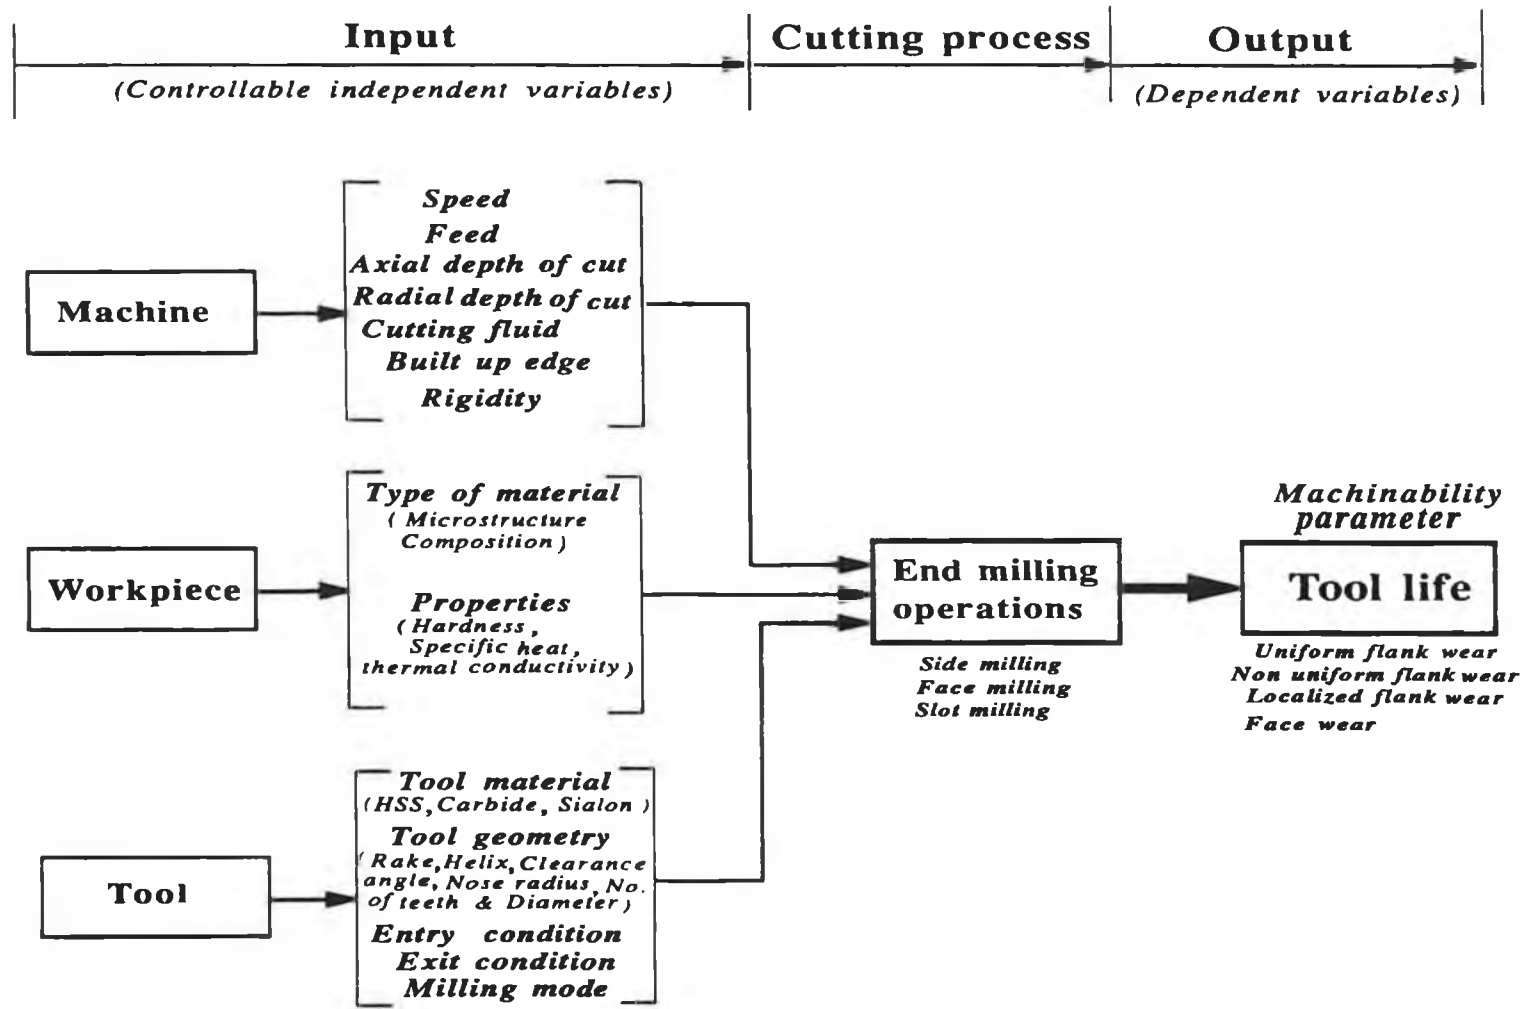 Input
Cutting process
Output
(Controllable independent variables)
(Dependent variables)
Machine
Speed
Feed
Axial depth of cut
Radial depth of cut
Cutting fluid
Built up edge
Rigidity
Workpiece
Type of material
( Microstructure
Composition )
Properties
( Hardness ,
Specific heat,
thermal conductivity )
Tool
Tool material
(HSS, Carbide, Sialon )
Tool geometry
( Rake, Helix, Clearance
angle, Nose radius, No.
of teeth & Diameter )
Entry condition
Exit condition
Milling mode
End milling
operations
Side milling
Face milling
Slot milling
Machinability
parameter
Tool life
Uniform flank wear
Non uniform flank wear
Localized flank wear
Face wear